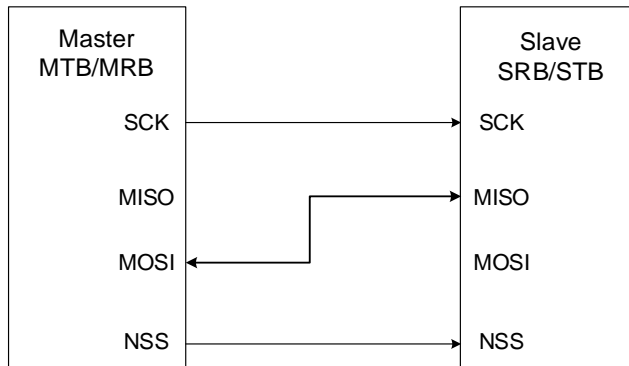 Master
MTB/MRB
SCK
MISO
MOSI
NSS
Slave
SRB/STB
SCK
MISO
MOSI
NSS